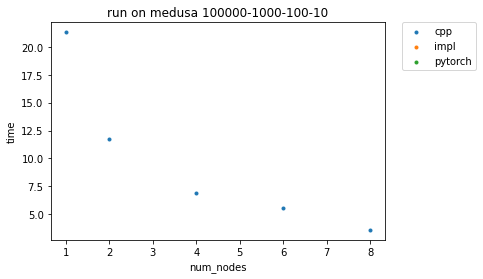 run on medusa 100000-1000-100-10
cpp
impl
pytorch
20.0
17.5
15.0
12.5
10.0
7.5
5.0
time
1 2 3 4 5 6 7 8
num_nodes